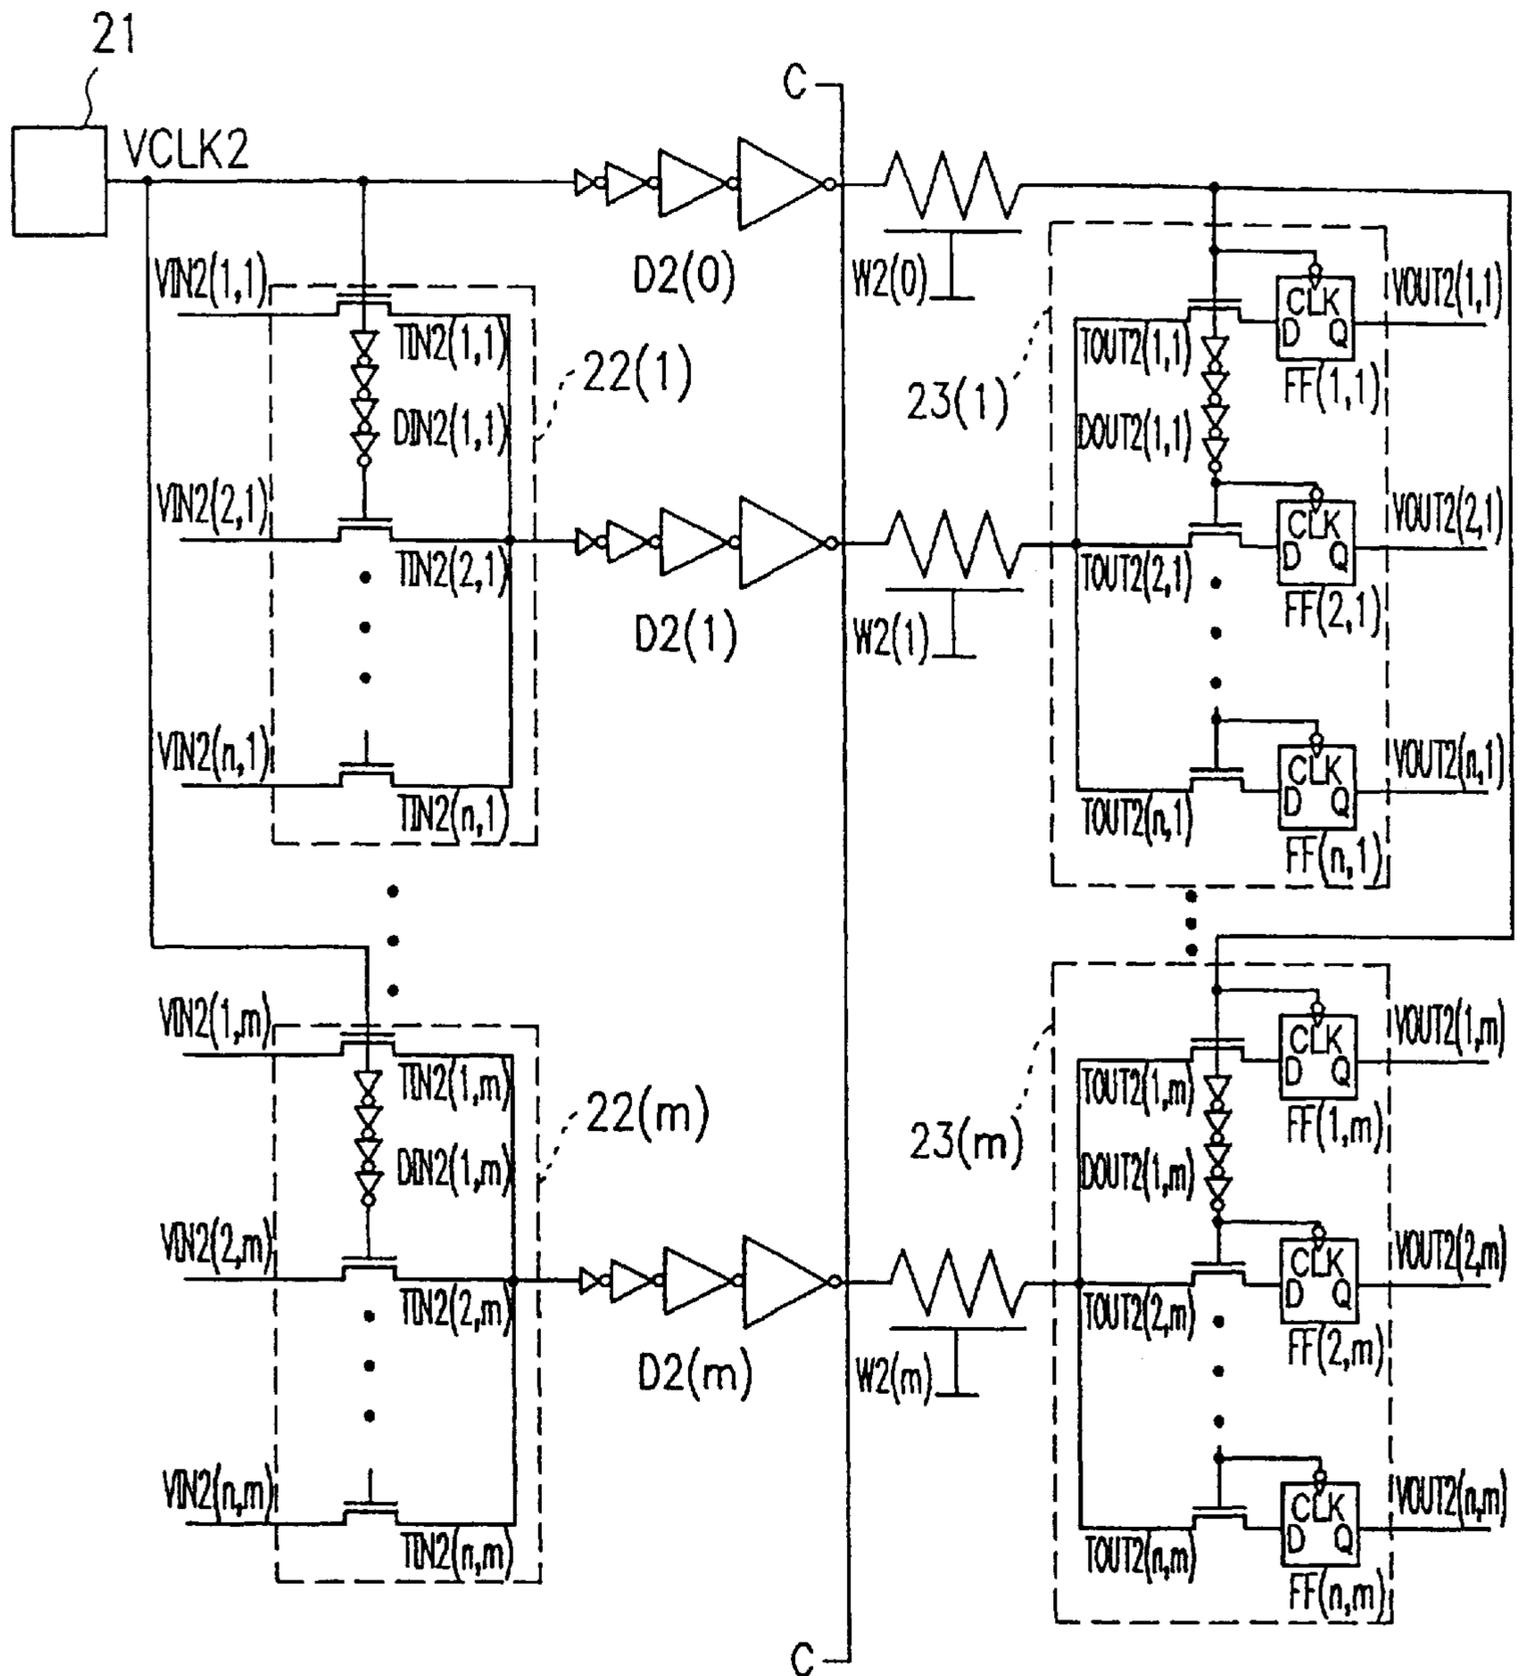 21
C
VCLK2
D2(0)
W2(0)
VIN2(1,1)
TIN2(1,1)
DIN2(1,1)
22(1)
VIN2(2,1)
TIN2(2,1)
D2(1)
W2(1)
VIN2(n,1)
TIN2(n,1)
23(1)
TOUT2(1,1)
CLK
D Q
VOUT2(1,1)
FF(1,1)
DOUT2(1,1)
CLK
D Q
VOUT2(2,1)
TOUT2(2,1)
FF(2,1)
CLK
D Q
VOUT2(n,1)
TOUT2(n,1)
FF(n,1)
VIN2(1,m)
TIN2(1,m)
DIN2(1,m)
22(m)
VIN2(2,m)
TIN2(2,m)
D2(m)
W2(m)
VIN2(n,m)
TIN2(n,m)
23(m)
CLK
D Q
VOUT2(1,m)
TOUT2(1,m)
FF(1,m)
DOUT2(1,m)
CLK
D Q
VOUT2(2,m)
TOUT2(2,m)
FF(2,m)
CLK
D Q
VOUT2(n,m)
TOUT2(n,m)
FF(n,m)
C